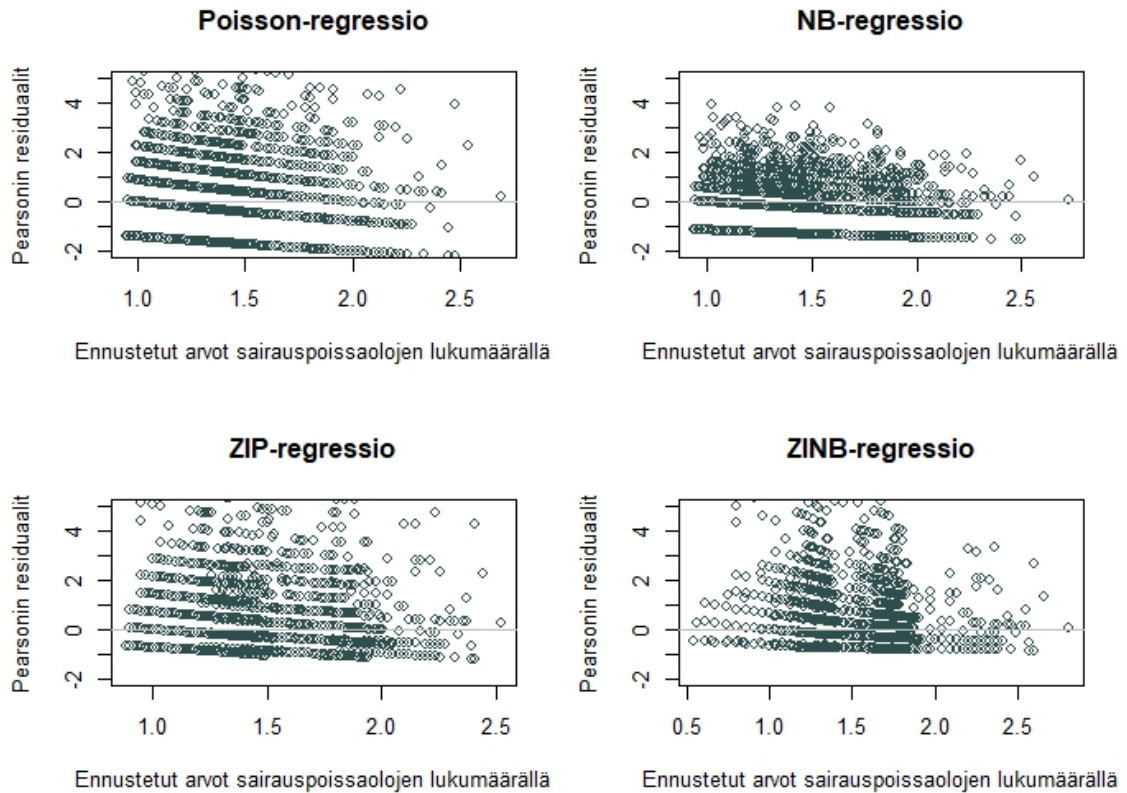 Poisson-regressio
NB-regressio
Pearsonin residuaalit
4
2
0
-2
1.0 1.5 2.0 2.5
Ennustetut arvot sairauspoissaolojen lukumäärällä
Pearsonin residuaalit
4
2
0
-2
1.0 1.5 2.0 2.5
Ennustetut arvot sairauspoissaolojen lukumäärällä
ZIP-regressio
ZINB-regressio
Pearsonin residuaalit
4
2
0
-2
1.0 1.5 2.0 2.5
Ennustetut arvot sairauspoissaolojen lukumäärällä
Pearsonin residuaalit
4
2
0
-2
0.5 1.0 1.5 2.0 2.5
Ennustetut arvot sairauspoissaolojen lukumäärällä